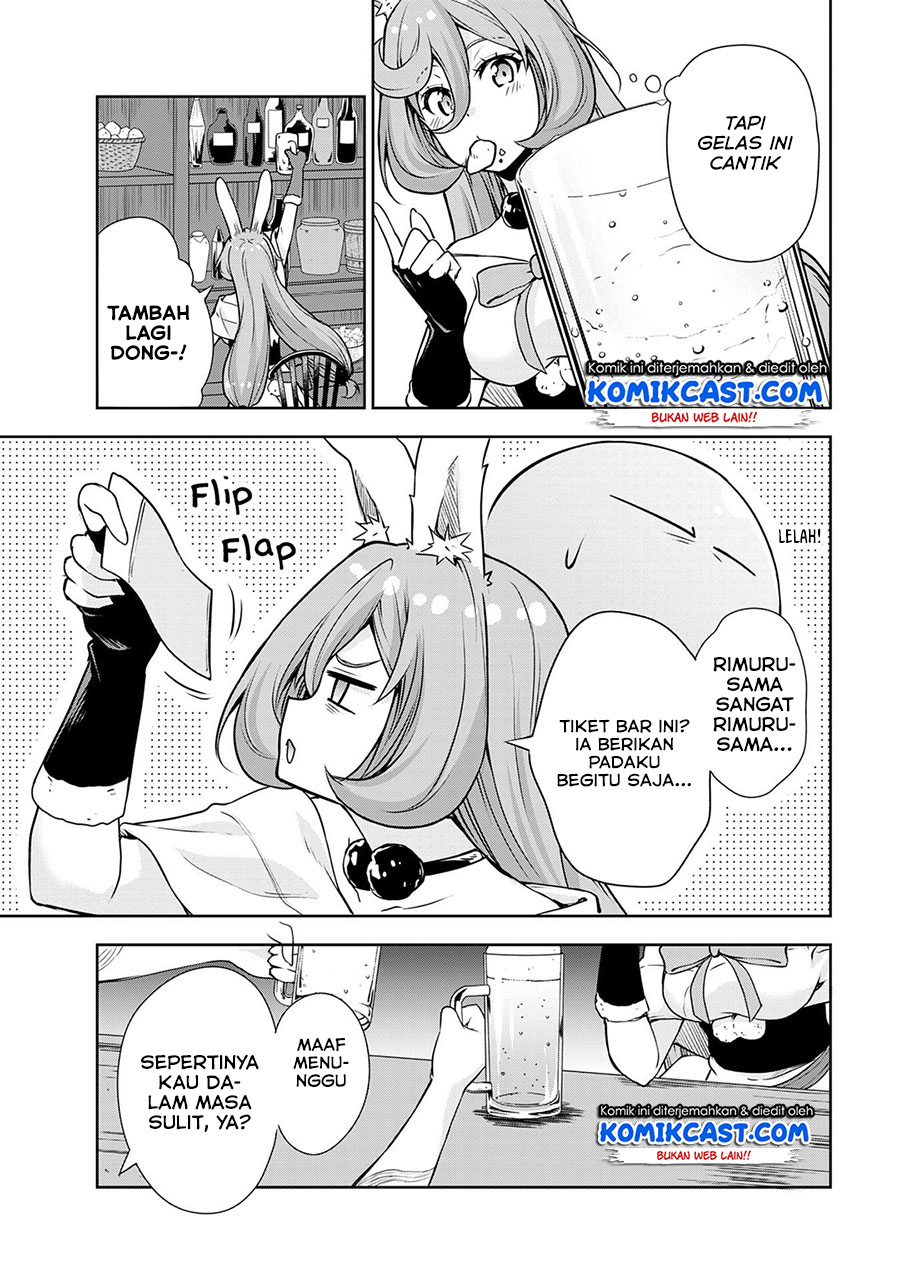 TAPI
GELAS INI
CANTIK
TAMBAH
LAGI
DONG-!
Komik ini diterjemahkan & diedit oleh
KOMIKCAST.COM
BUKAN WEB LAIN!!
Flip
Flap
LELAH!
RIMURU-
SAMA
SANGAT
RIMURU-
SAMA...
TIKET BAR INI?
IA BERIKAN
PADAKU
BEGITU SAJA...
MAAF
MENU-
NGGU
SEPERTINYA
KAU DA-
LAM MASA
SULIT, YA?
Komik ini diterjemahkan & diedit oleh
KOMIKCAST.COM
BUKAN WEB LAIN!!